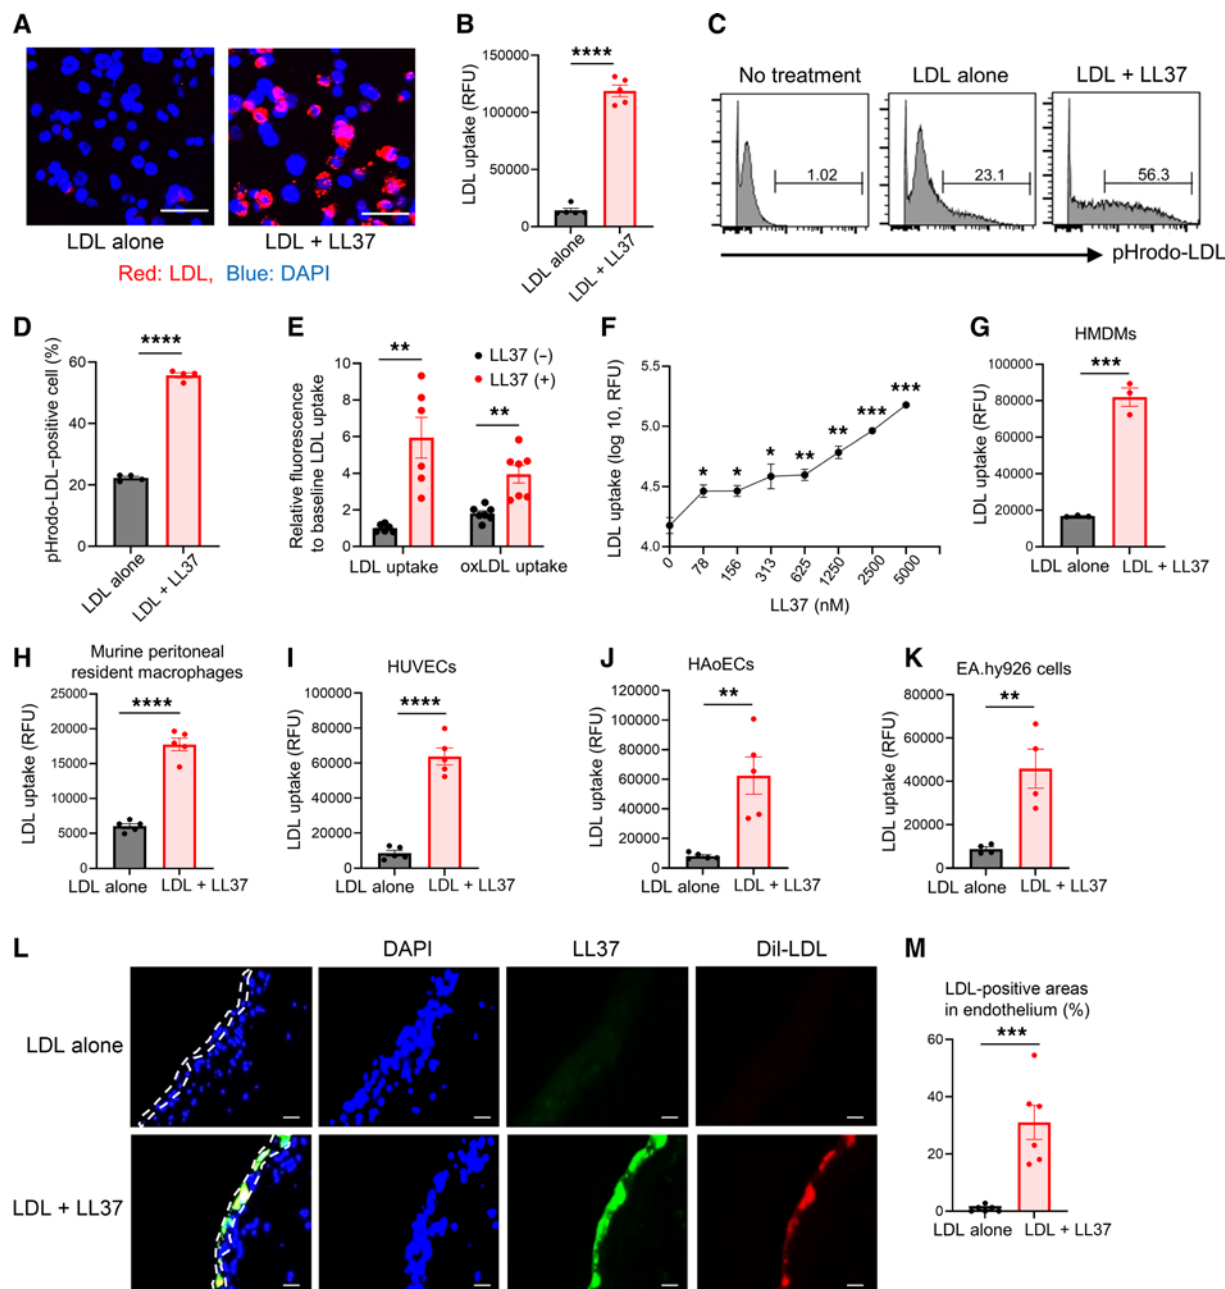 A
LDL alone
LDL + LL37
Red: LDL, Blue: DAPI
B
LDL uptake (RFU)
150000
100000
50000
0
****
LDL alone
LDL + LL37
C
No treatment
LDL alone
LDL + LL37
1.02
23.1
56.3
pHrodo-LDL
D
pHrodo-LDL–positive cell (%)
60
40
20
0
****
LDL alone
LDL + LL37
E
Relative fluorescence
to baseline LDL uptake
10
8
6
4
2
0
**
**
LL37 (–)
LL37 (+)
LDL uptake
oxLDL uptake
F
LDL uptake (log 10, RFU)
5.5
5.0
4.5
4.0
*
*
*
**
**
***
***
0
78
156
313
625
1250
2500
5000
LL37 (nM)
G
HMDMs
LDL uptake (RFU)
100000
80000
60000
40000
20000
0
***
LDL alone
LDL + LL37
H
Murine peritoneal
resident macrophages
LDL uptake (RFU)
25000
20000
15000
10000
5000
0
****
LDL alone
LDL + LL37
I
HUVECs
LDL uptake (RFU)
100000
80000
60000
40000
20000
0
****
LDL alone
LDL + LL37
J
HAoECs
LDL uptake (RFU)
120000
100000
80000
60000
40000
20000
0
**
LDL alone
LDL + LL37
K
EA.hy926 cells
LDL uptake (RFU)
80000
60000
40000
20000
0
**
LDL alone
LDL + LL37
L
DAPI
LL37
Dil-LDL
LDL alone
LDL + LL37
M
LDL-positive areas
in endothelium (%)
60
40
20
0
***
LDL alone
LDL + LL37